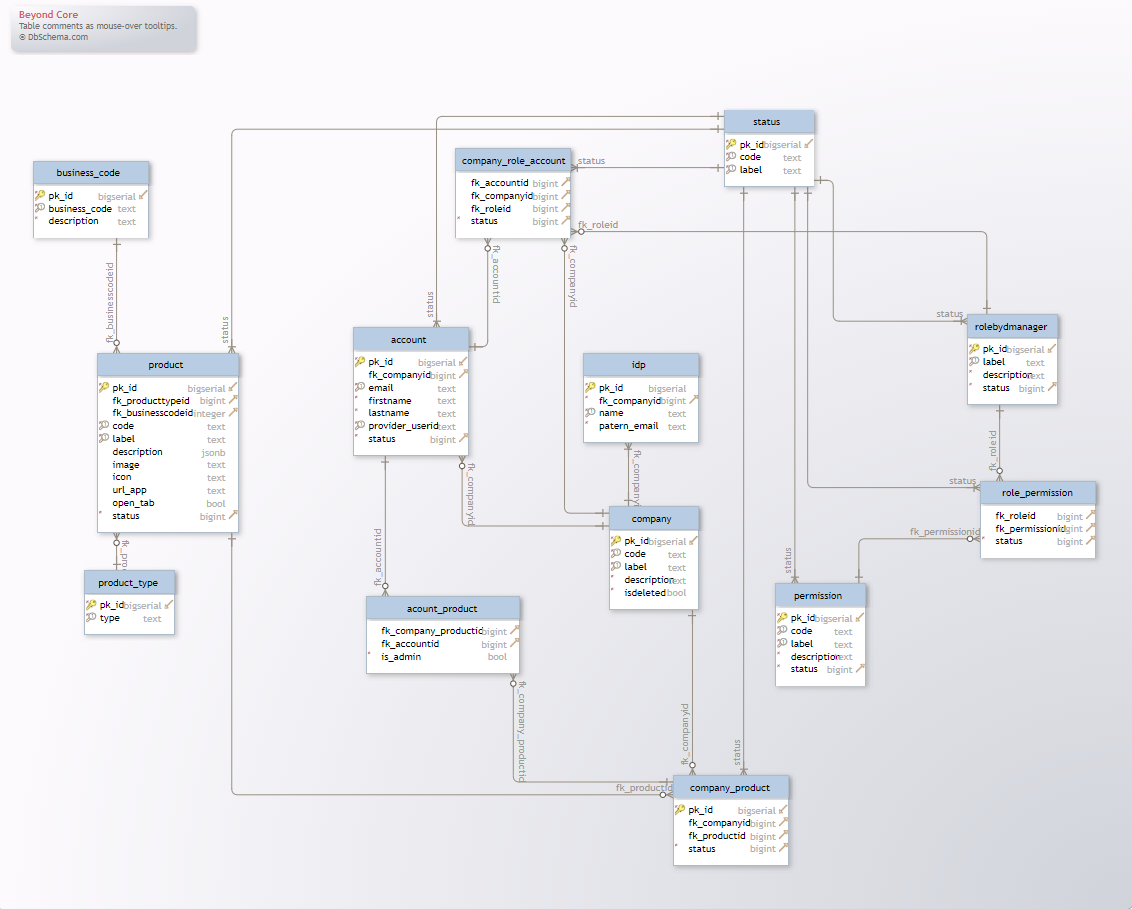 Beyond Core
Table comments as mouse-over tooltips.
® DbSchema.com
status
pk_id bigserial
code text
label text
company_role_account
fk_accountid bigint
fk_companyid bigint
fk_roleid bigint
status bigint
status
fk_roleid
business_code
pk_id bigserial
business_code text
description text
fk_accountid
fk_companyid
fk_businesscodeid
status
status
status
rolebydmanager
pk_id bigserial
label text
description text
status bigint
account
pk_id bigserial
fk_companyid bigint
email text
firstname text
lastname text
provider_userid text
status bigint
product
pk_id bigserial
fk_producttypeid bigint
fk_businesscodeid integer
code text
label text
description jsonb
image text
icon text
url_app text
open_tab bool
status bigint
idp
pk_id bigserial
fk_companyid bigint
name text
patern_email text
fk_companyid
fk_companyid
fk_roleid
status
role_permission
fk_roleid bigint
fk_permissionid bigint
status bigint
fk_permissionid
company
pk_id bigserial
code text
label text
description text
isdeleted bool
fk_accountid
fk_pro
product_type
pk_id bigserial
type text
status
permission
pk_id bigserial
code text
label text
description text
status bigint
acount_product
fk_company_productid bigint
fk_accountid bigint
is_admin bool
fk_company_productid
fk_companyid
status
fk_productid
company_product
pk_id bigserial
fk_companyid bigint
fk_productid bigint
status bigint